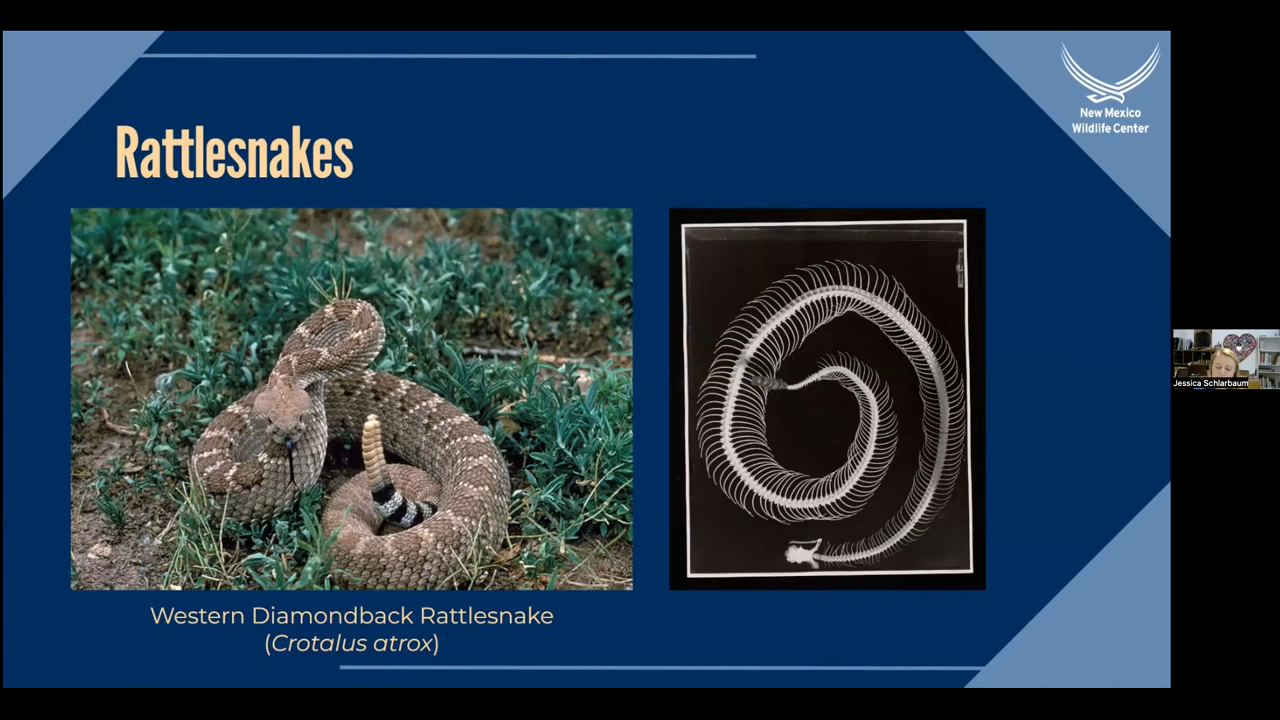 New Mexico
Wildlife Center
Rattlesnakes
Western Diamondback Rattlesnake
(Crotalus atrox)
Jessica Schlarbaum